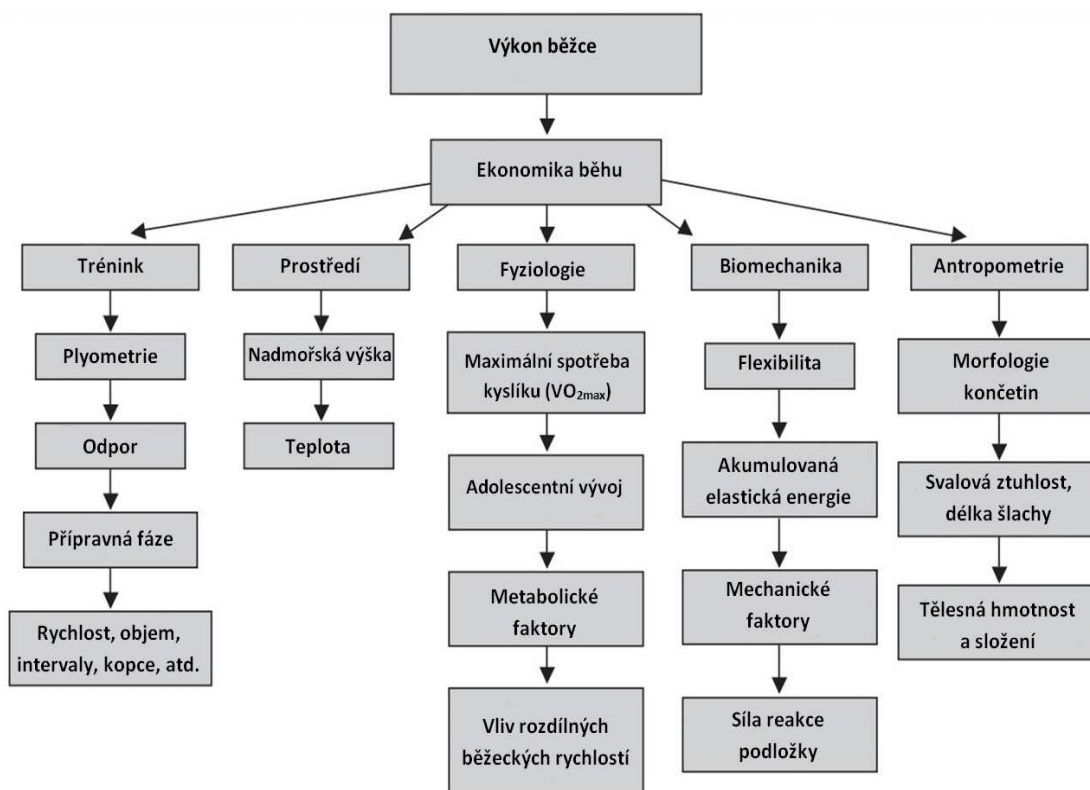 Výkon běžce
Ekonomika běhu
Trénink
Prostředí
Fyziologie
Biomechanika
Antropometrie
Plyometrie
Nadmořská výška
Maximální spotřeba
kyslíku (VO2max)
Flexibilita
Morfologie
končetin
Odpor
Teplota
Adolescentní vývoj
Akumulovaná
elastická energie
Svalová ztuhlost,
délka šlachy
Přípravná fáze
Metabolické
faktory
Mechanické
faktory
Tělesná hmotnost
a složení
Rychlost, objem,
intervaly, kopce, atd.
Vliv rozdílných
běžeckých rychlostí
Síla reakce
podložky